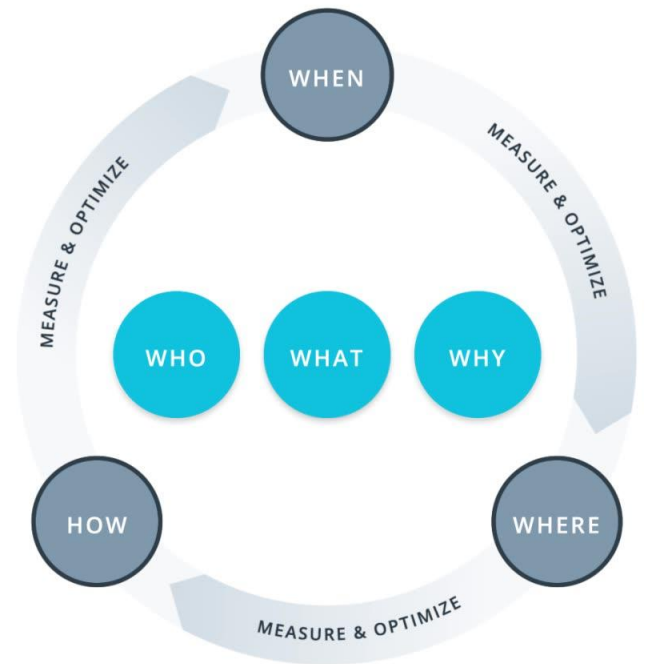 WHEN
MEASURE & OPTIMIZE
MEASURE & OPTIMIZE
WHO
WHAT
WHY
HOW
WHERE
MEASURE & OPTIMIZE